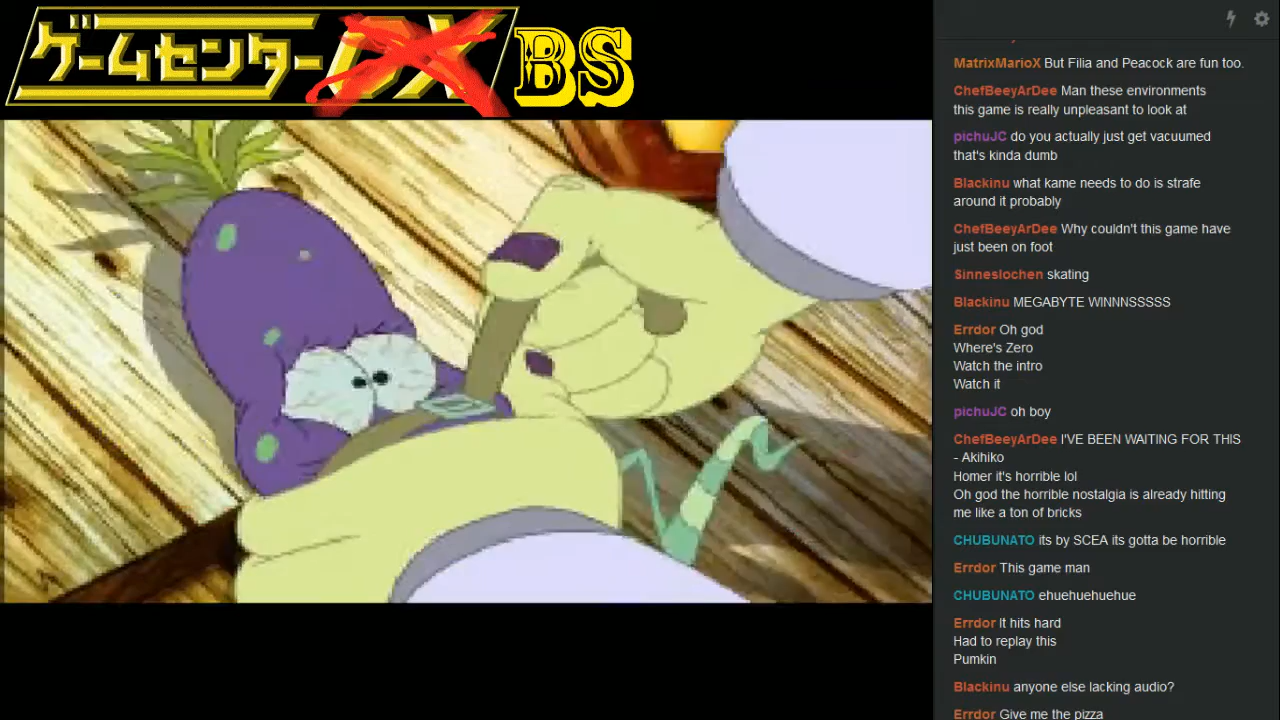 ゲームセンターDX BS
MatrixMarioX But Filia and Peacock are fun too.
ChefBeeyArDee Man these environments
this game is really unpleasant to look at
pichuJC do you actually just get vacuumed
that's kinda dumb
Blackinu what kame needs to do is strafe
around it probably
ChefBeeyArDee Why couldn't this game have
just been on foot
Sinneslochen skating
Blackinu MEGABYTE WINNNSSSSS
Errdor Oh god
Where's Zero
Watch the intro
Watch it
pichuJC oh boy
ChefBeeyArDee I'VE BEEN WAITING FOR THIS
- Akihiko
Homer it's horrible lol
Oh god the horrible nostalgia is already hitting
me like a ton of bricks
CHUBUNATO its by SCEA its gotta be horrible
Errdor This game man
CHUBUNATO ehuehuehuehue
Errdor It hits hard
Had to replay this
Pumkin
Blackinu anyone else lacking audio?
Errdor Give me the pizza